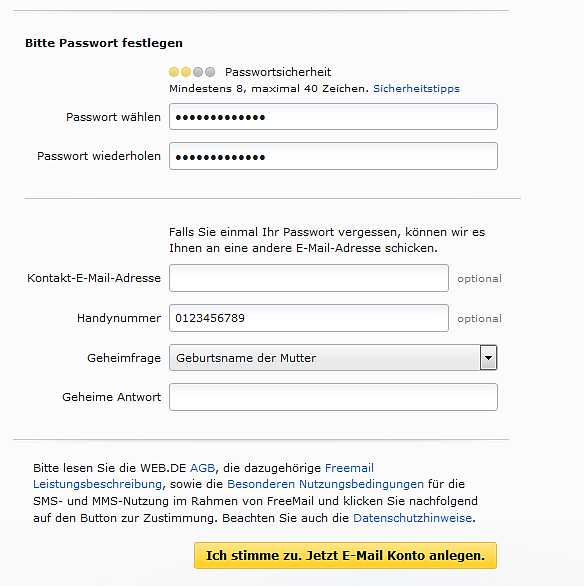 Bitte Passwort festlegen
Passwortsicherheit
Mindestens 8, maximal 40 Zeichen. Sicherheitstipps
Passwort wählen •••••••••••••
Passwort wiederholen •••••••••••••
Falls Sie einmal Ihr Passwort vergessen, können wir es
Ihnen an eine andere E-Mail-Adresse schicken.
Kontakt-E-Mail-Adresse optional
Handynummer 0123456789 optional
Geheimfrage Geburtsname der Mutter
Geheime Antwort
Bitte lesen Sie die WEB.DE AGB, die dazugehörige Freemail
Leistungsbeschreibung, sowie die Besonderen Nutzungsbedingungen für die
SMS- und MMS-Nutzung im Rahmen von FreeMail und klicken Sie nachfolgend
auf den Button zur Zustimmung. Beachten Sie auch die Datenschutzhinweise.
Ich stimme zu. Jetzt E-Mail Konto anlegen.